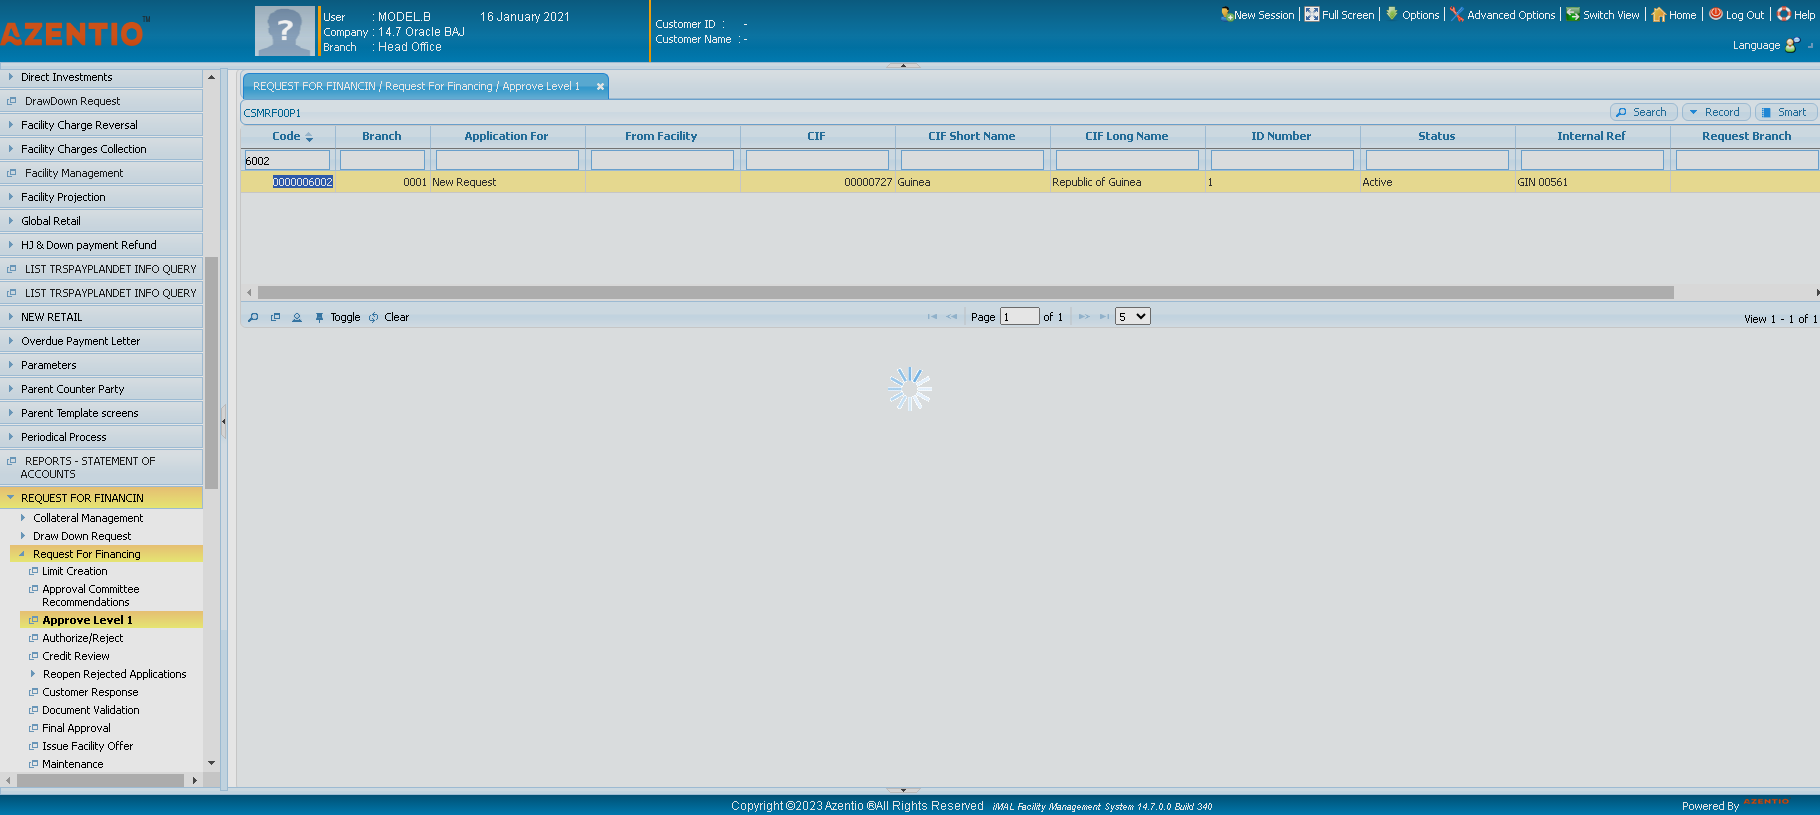 AZENTIO™
User : MODEL.B 16 January 2021
Company : 14.7 Oracle BAJ
Branch : Head Office
Customer ID : -
Customer Name : -
New Session Full Screen Options Advanced Options Switch View Home Log Out Help
Language
Direct Investments
DrawDown Request
Facility Charge Reversal
Facility Charges Collection
Facility Management
Facility Projection
Global Retail
HJ & Down payment Refund
LIST TRSPAYPLANDET INFO QUERY
LIST TRSPAYPLANDET INFO QUERY
NEW RETAIL
Overdue Payment Letter
Parameters
Parent Counter Party
Parent Template screens
Periodical Process
REPORTS - STATEMENT OF
ACCOUNTS
REQUEST FOR FINANCIN
Collateral Management
Draw Down Request
Request For Financing
Limit Creation
Approval Committee
Recommendations
Approve Level 1
Authorize/Reject
Credit Review
Reopen Rejected Applications
Customer Response
Document Validation
Final Approval
Issue Facility Offer
Maintenance
REQUEST FOR FINANCIN / Request For Financing / Approve Level 1
CSMRF00P1
Search Record Smart
Code Branch Application For From Facility CIF CIF Short Name CIF Long Name ID Number Status Internal Ref Request Branch
6002
0000006002 0001 New Request 00000727 Guinea Republic of Guinea 1 Active GIN 00561
Toggle Clear
Page 1 of 1 5
View 1 - 1 of 1
Copyright ©2023 Azentio ®All Rights Reserved iMAL Facility Management System 14.7.0.0 Build 340
Powered By AZENTIO